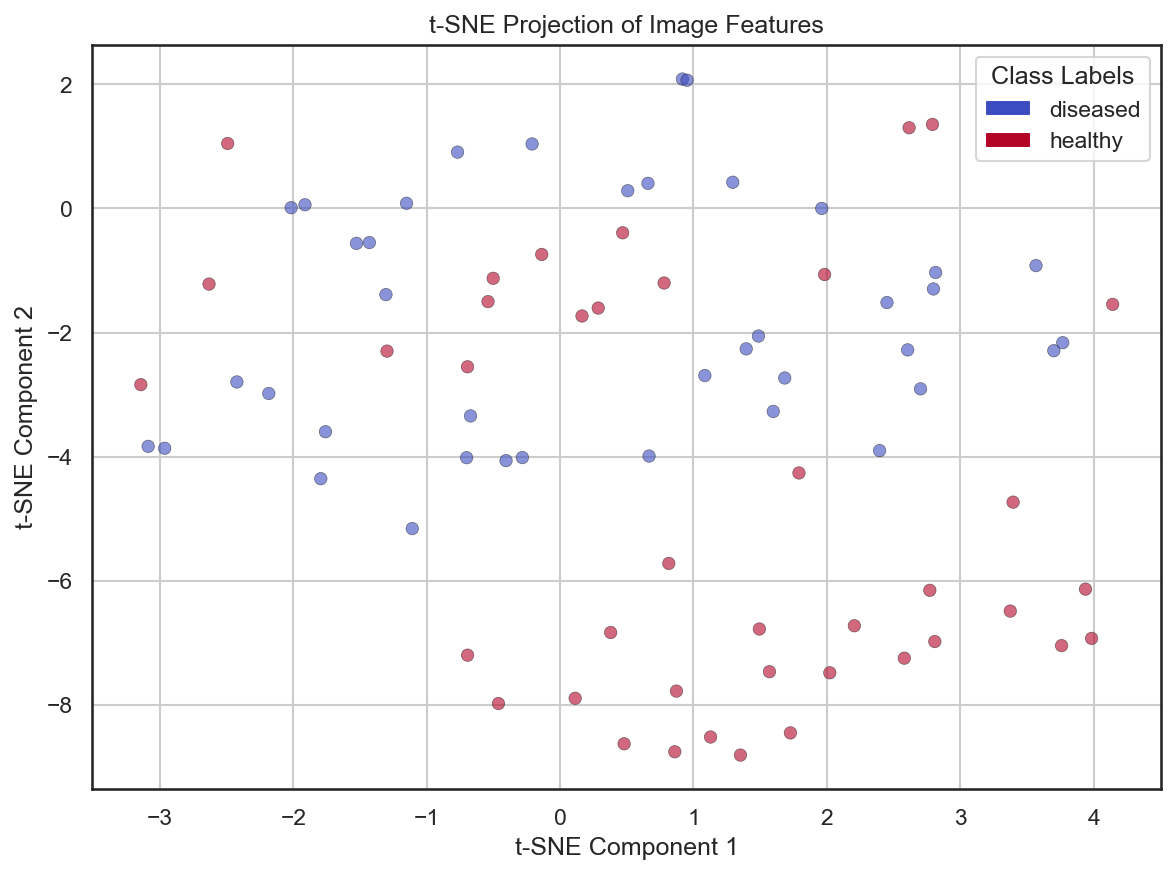 t-SNE Projection of Image Features
Class Labels
diseased
healthy
2
0
−2
−4
−6
−8
t-SNE Component 2
−3
−2
−1
0
1
2
3
4
t-SNE Component 1